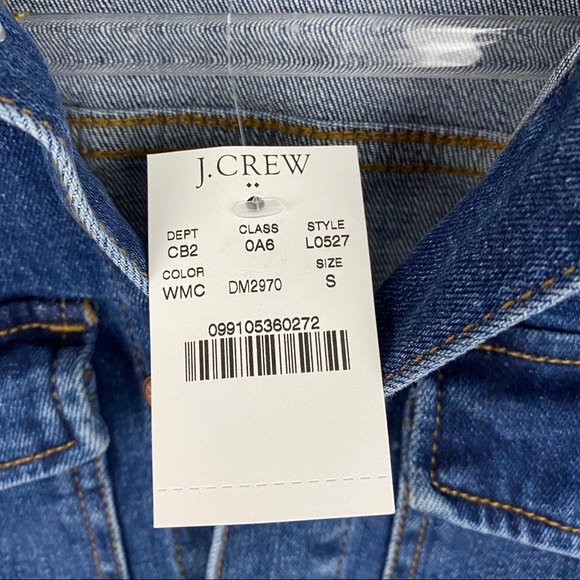 J.CREW
DEPT CLASS STYLE
CB2 0A6 L0527
COLOR SIZE
WMC DM2970 S
099105360272